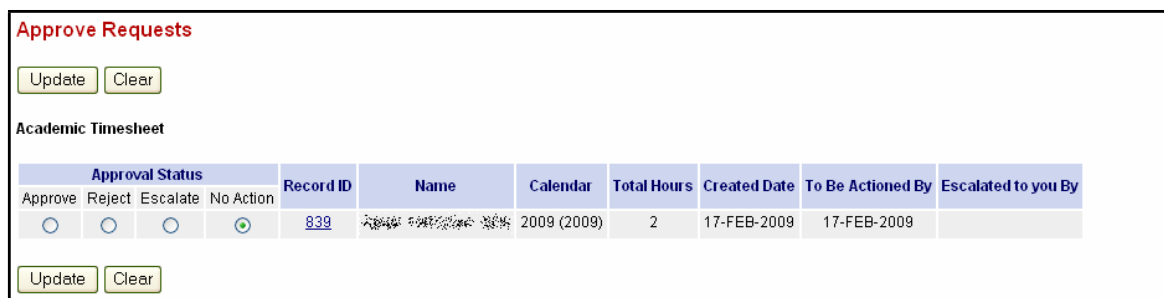 Approve Requests
Update Clear
Academic Timesheet
Approval Status Record ID Name Calendar Total Hours Created Date To Be Actioned By Escalated to you By
Approve Reject Escalate No Action
839 2009 (2009) 2 17-FEB-2009 17-FEB-2009
Update Clear